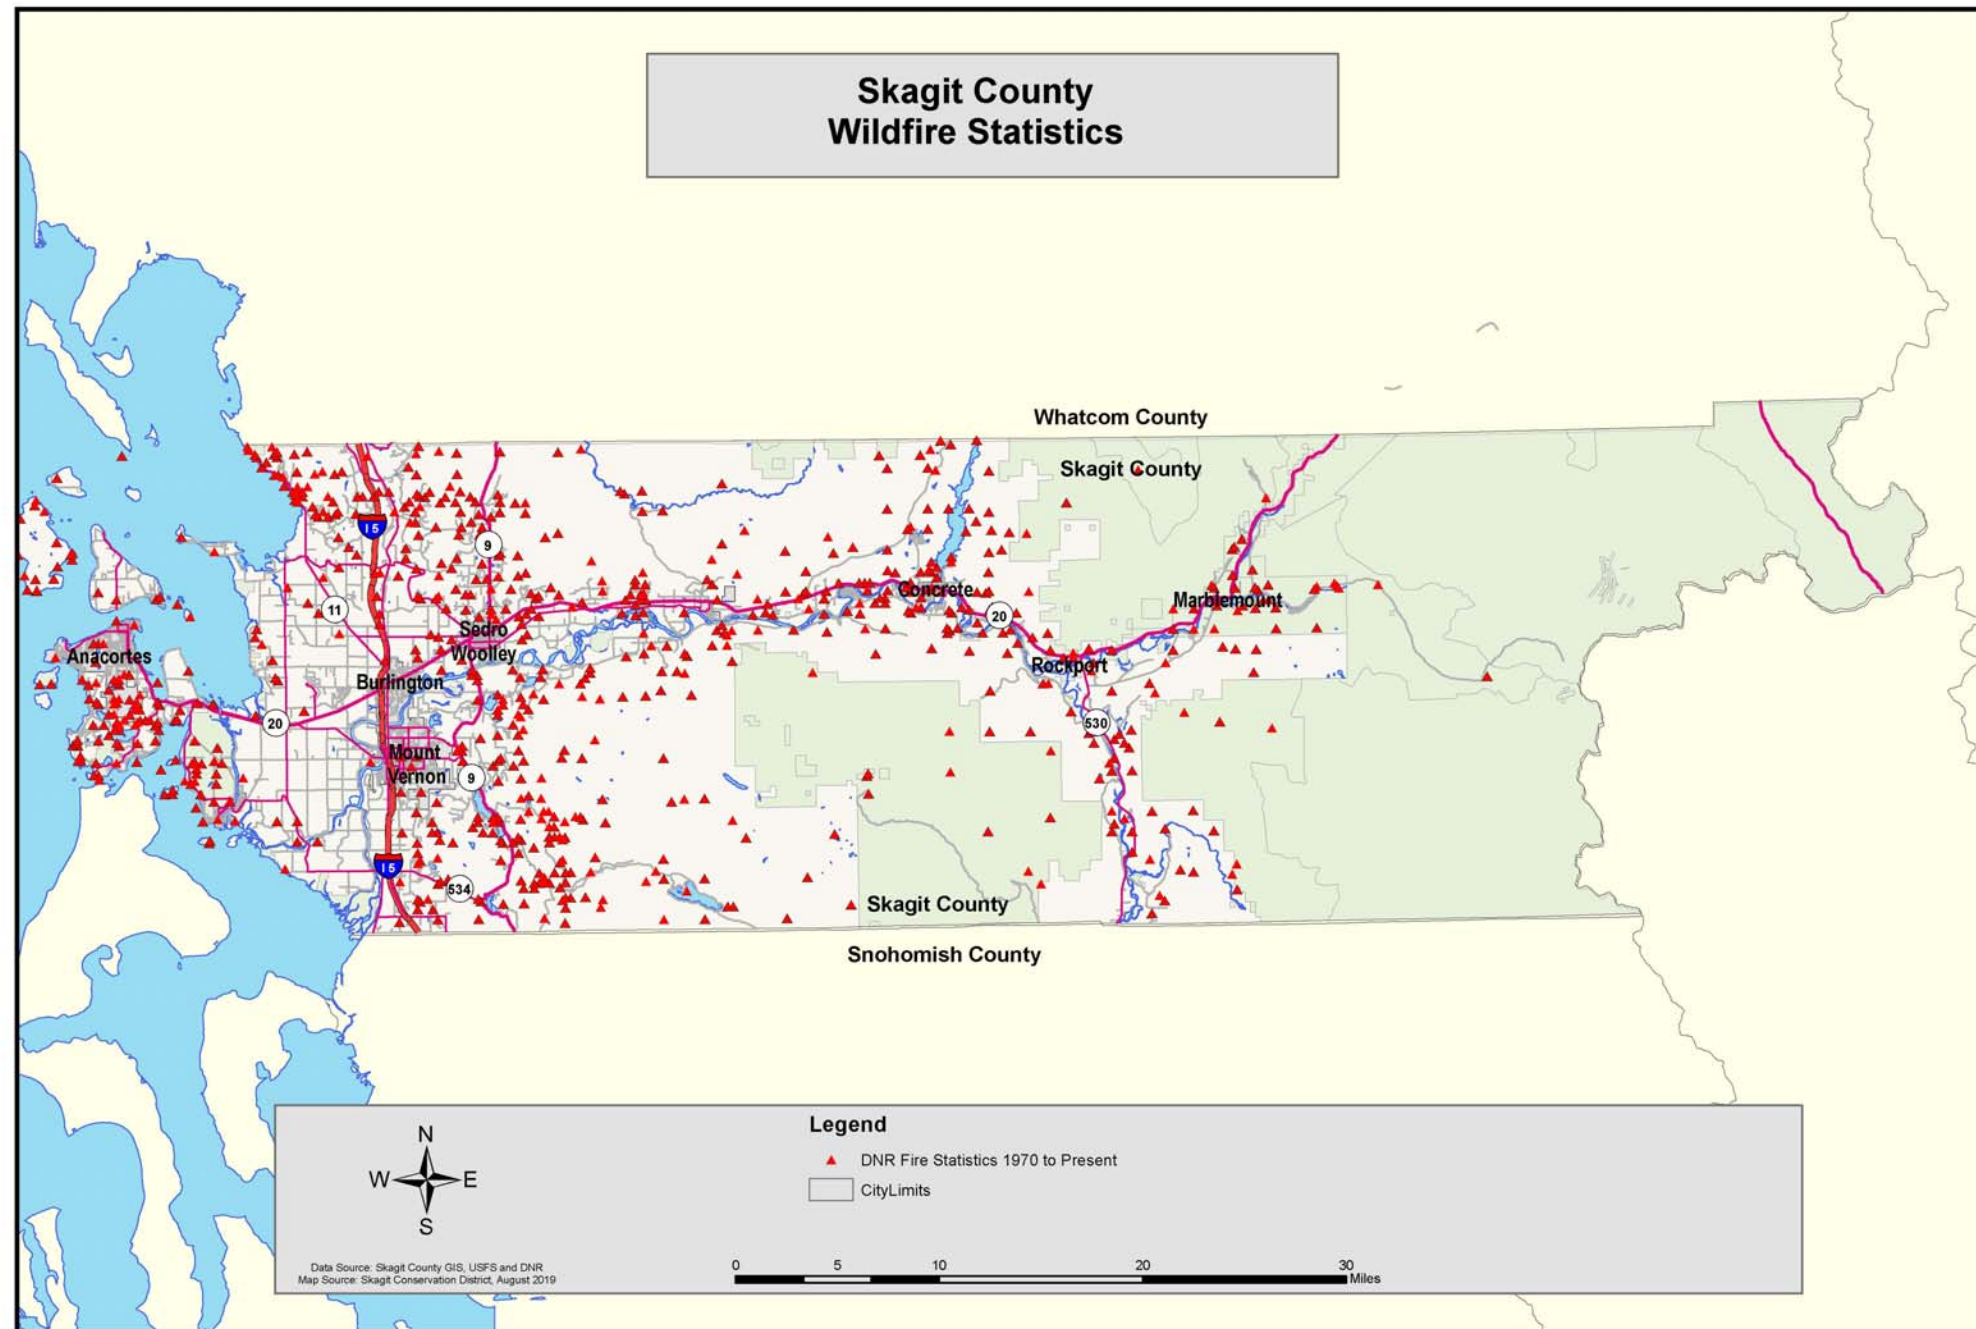 Skagit County
Wildfire Statistics
Whatcom County
Skagit County
I 5
9
11
Concrete
20
Marblemount
Sedro
Woolley
Anacortes
Rockport
Burlington
20
530
Mount
Vernon
9
I 5
534
Skagit County
Snohomish County
Legend
DNR Fire Statistics 1970 to Present
CityLimits
N
W E
S
Data Source: Skagit County GIS, USFS and DNR
Map Source: Skagit Conservation District, August 2019
0 5 10 20 30
Miles